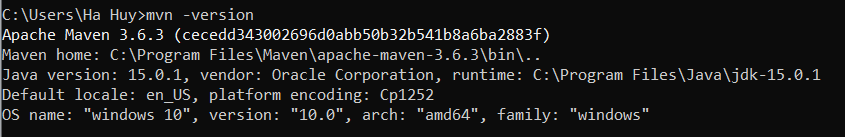 C:\Users\Ha Huy>mvn -version
Apache Maven 3.6.3 (cecedd343002696d0abb50b32b541b8a6ba2883f)
Maven home: C:\Program Files\Maven\apache-maven-3.6.3\bin\..
Java version: 15.0.1, vendor: Oracle Corporation, runtime: C:\Program Files\Java\jdk-15.0.1
Default locale: en_US, platform encoding: Cp1252
OS name: "windows 10", version: "10.0", arch: "amd64", family: "windows"